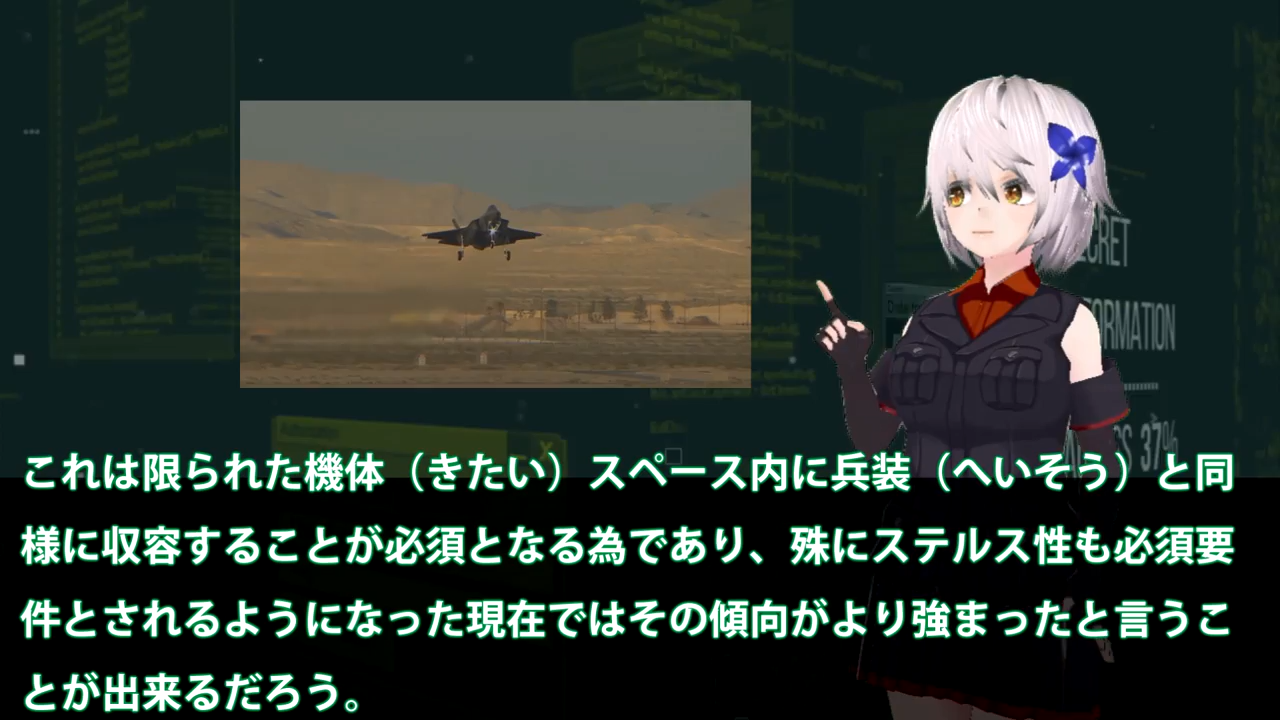 これは限られた機体（きたい）スペース内に兵装（へいそう）と同
様に収容することが必須となる為であり、殊にステルス性も必須要
件とされるようになった現在ではその傾向がより強まったと言うこ
とが出来るだろう。
CRET
ORMATION
37%